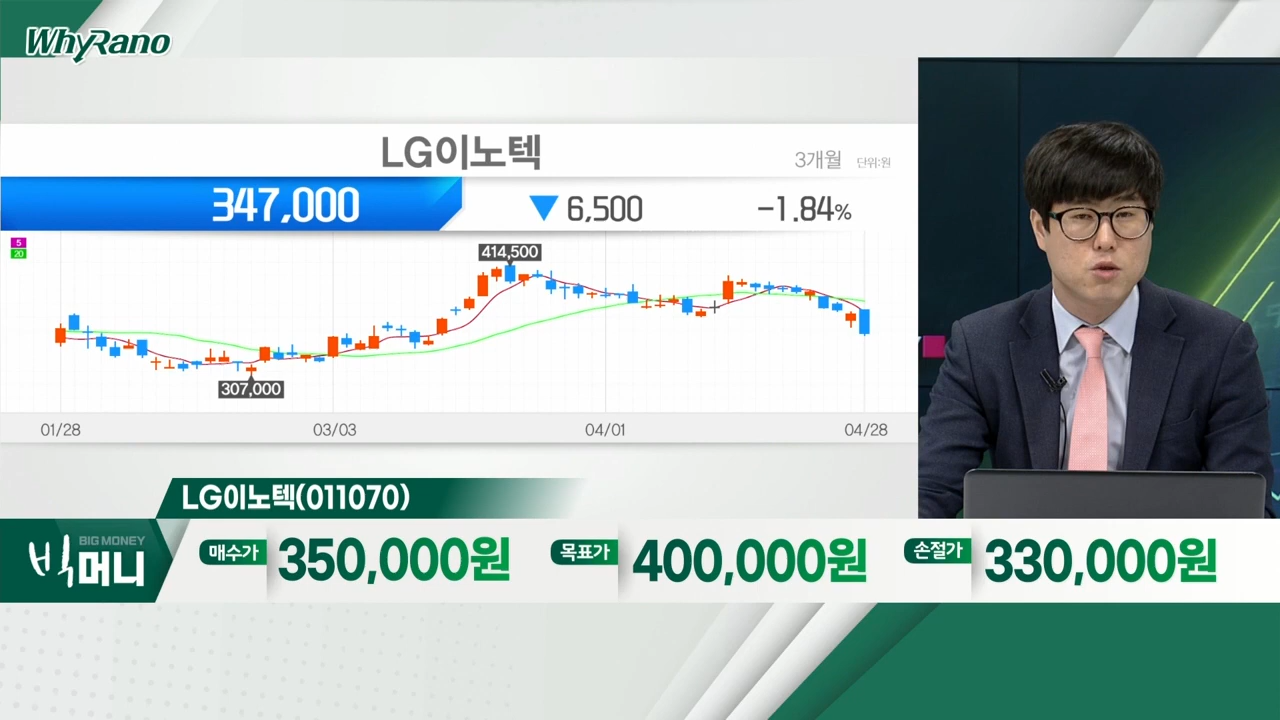 WhyRano
LG이노텍
3개월 단위:원
347,000 ▼ 6,500 -1.84%
5
20
414,500
307,000
01/28 03/03 04/01 04/28
LG이노텍(011070)
BIG MONEY
빅머니
매수가 350,000원 목표가 400,000원 손절가 330,000원